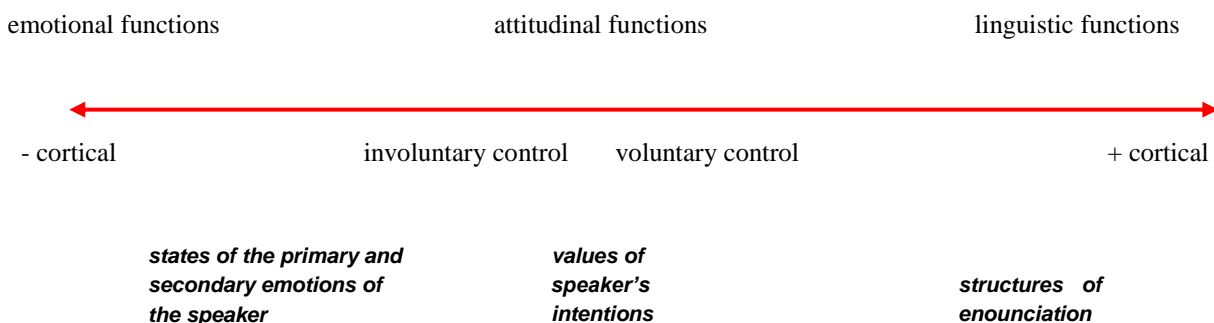 emotional functions attitudinal functions linguistic functions
- cortical involuntary control voluntary control + cortical
states of the primary and values of
secondary emotions of speaker's structures of
the speaker intentions enounciation